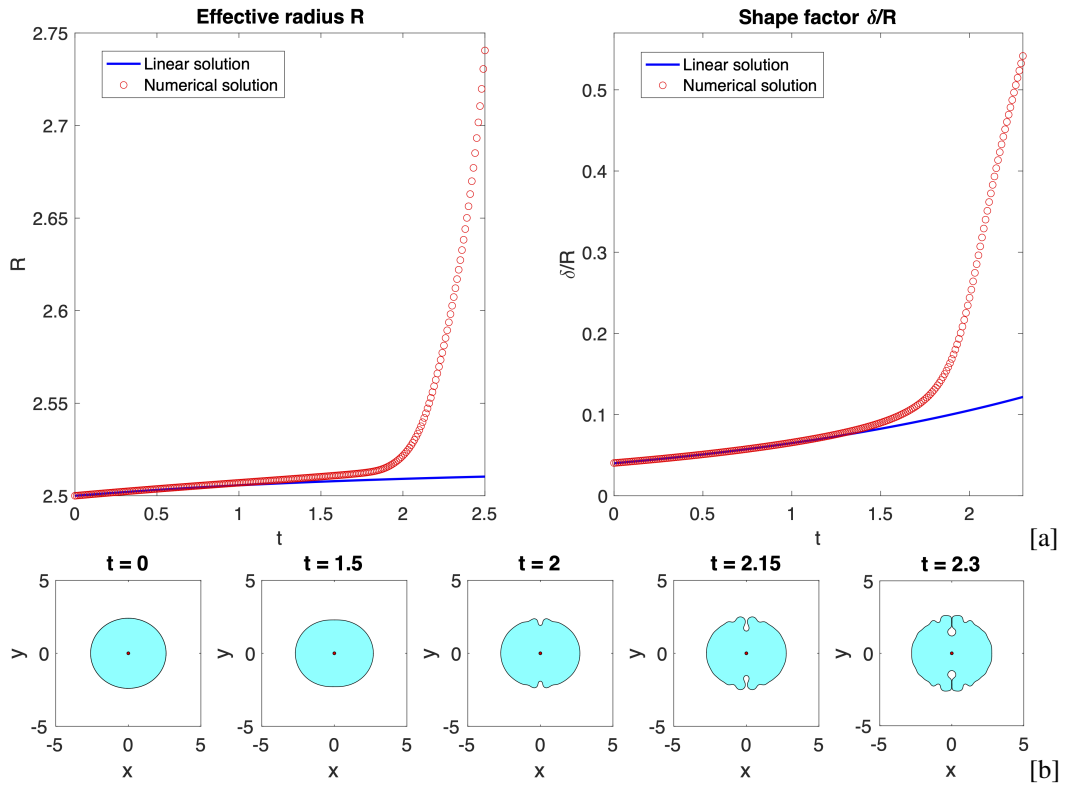 Effective radius R
Linear solution
Numerical solution
2.75
2.7
2.65
2.6
2.55
2.5
R
0 0.5 1 1.5 2 2.5
t
Shape factor δ/R
Linear solution
Numerical solution
0.5
0.4
0.3
0.2
0.1
0
δ/R
0 0.5 1 1.5 2
t
[a]
t = 0
5
0
-5
y
-5 0 5
x
t = 1.5
5
0
-5
y
-5 0 5
x
t = 2
5
0
-5
y
-5 0 5
x
t = 2.15
5
0
-5
y
-5 0 5
x
t = 2.3
5
0
-5
y
-5 0 5
x
[b]